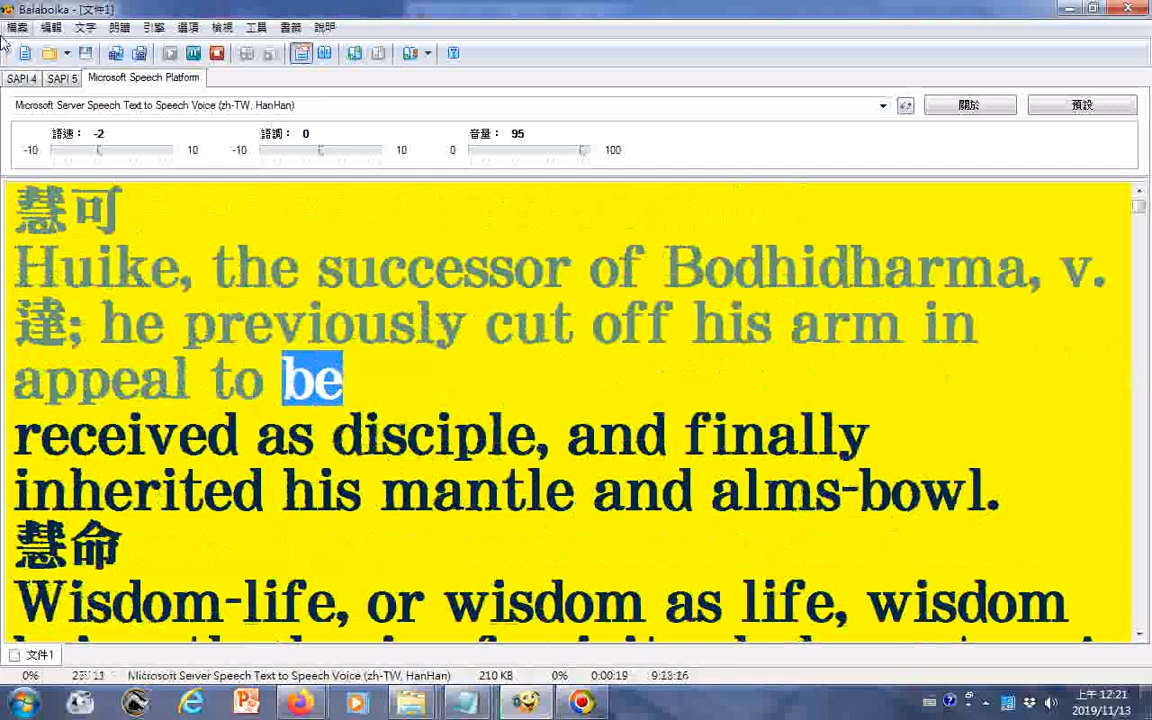 Balabolka - [文件1]
檔案 編輯 文字 朗讀 引擎 選項 檢視 工具 書籤 說明
SAPI 4 SAPI 5 Microsoft Speech Platform
Microsoft Server Speech Text to Speech Voice (zh-TW, HanHan) 關於 預設
語速： -2 語調： 0 音量： 95
-10 10 -10 10 0 100
慧可
Huike, the successor of Bodhidharma, v.
達; he previously cut off his arm in
appeal to be
received as disciple, and finally
inherited his mantle and alms-bowl.
慧命
Wisdom-life, or wisdom as life, wisdom
文件1
0% Microsoft Server Speech Text to Speech Voice (zh-TW, HanHan) 210 KB 0% 0:00:19
上午 12:21
2019/11/13